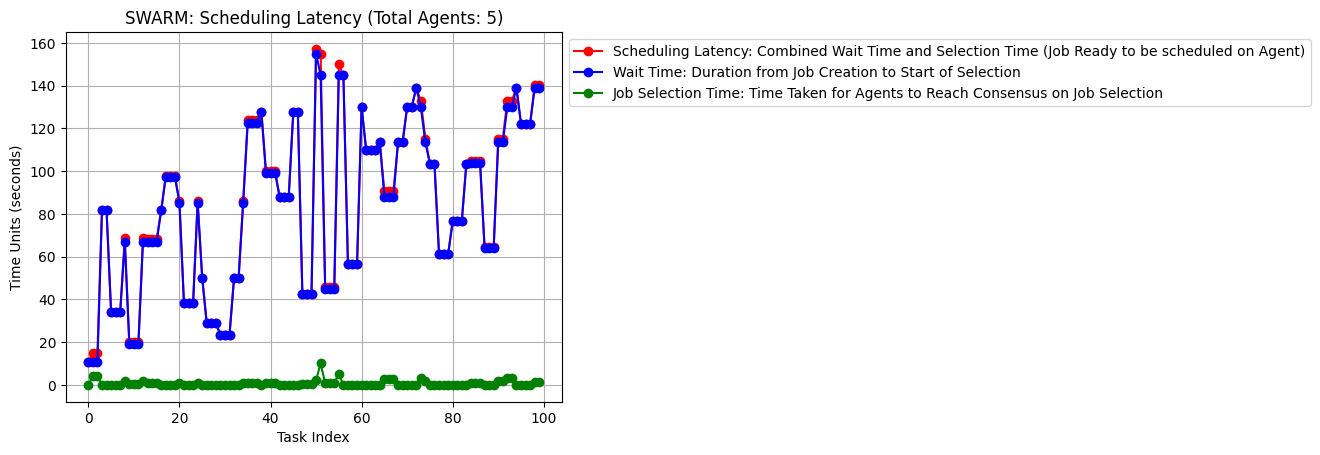 SWARM: Scheduling Latency (Total Agents: 5)
160
140
120
100
80
60
40
20
0
Time Units (seconds)
0 20 40 60 80 100
Task Index
Scheduling Latency: Combined Wait Time and Selection Time (Job Ready to be scheduled on Agent)
Wait Time: Duration from Job Creation to Start of Selection
Job Selection Time: Time Taken for Agents to Reach Consensus on Job Selection